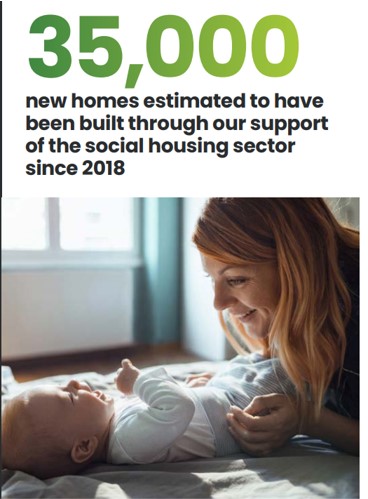 35,000
new homes estimated to have
been built through our support
of the social housing sector
since 2018